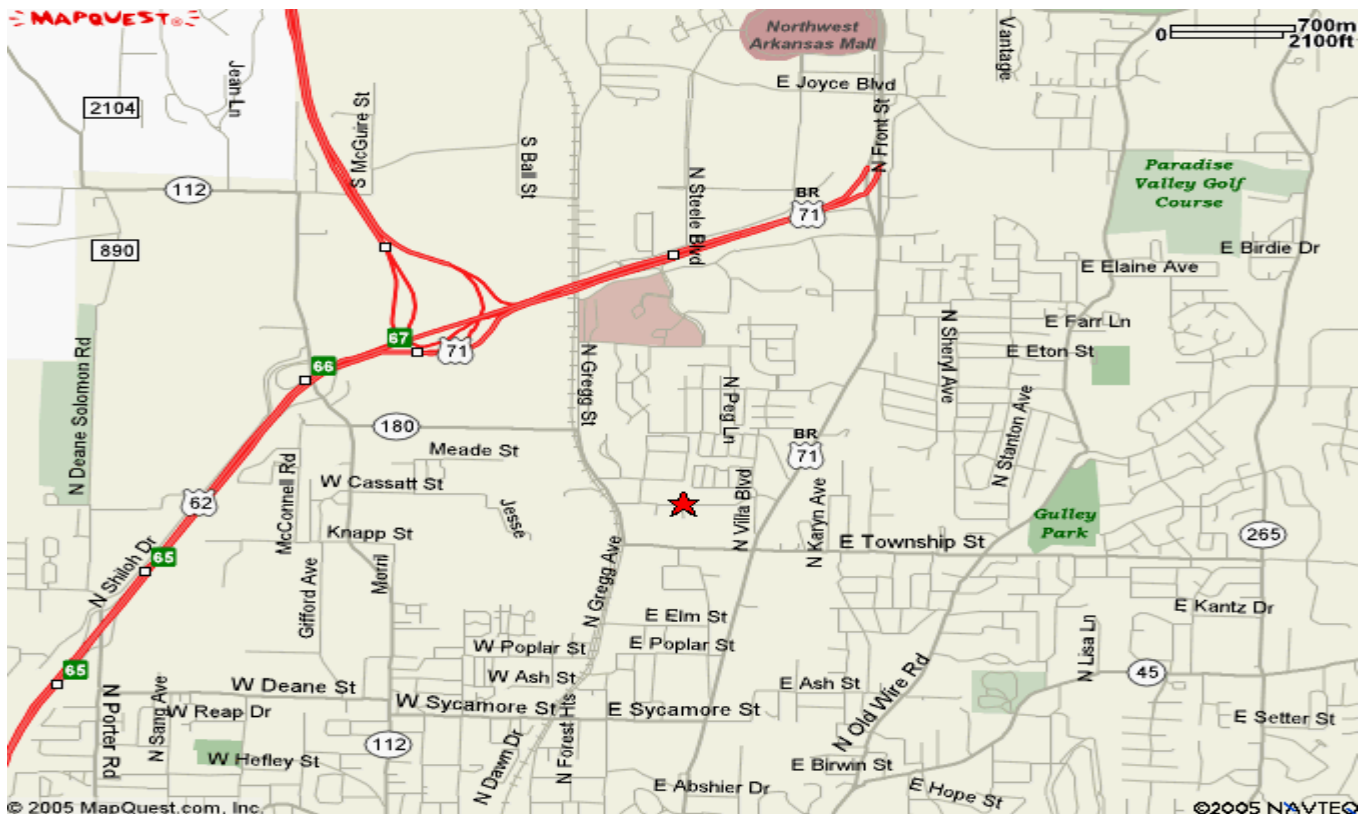 MAPQUEST
Northwest
Arkansas Mall
Vantage
0
700m
2100ft
Jean Ln
E Joyce Blvd
2104
S McGuire St
S Ball St
N Front St
N Steele Blvd
Paradise
Valley Golf
Course
112
BR
71
890
E Birdie Dr
E Elaine Ave
N Deane Solomon Rd
67
71
E Farr Ln
N Sheryl Ave
E Eton St
66
N Gregg St
N Peg Ln
N Stanton Ave
180
Meade St
BR
71
McConnell Rd
W Cassatt St
N Villa Blvd
62
Jesse
N Karyn Ave
Gulley
Park
Knapp St
E Township St
265
N Shiloh Dr
65
Gifford Ave
Morril
N Gregg Ave
E Elm St
E Kantz Dr
W Poplar St
E Poplar St
N Lisa Ln
65
W Ash St
E Ash St
45
W Deane St
N Old Wire Rd
N Porter Rd
N Sang Ave
W Reap Dr
W Sycamore St
N Forest Hts
E Sycamore St
E Setter St
112
N Dawn Dr
W Hefley St
E Birwin St
E Abshier Dr
E Hope St
© 2005 MapQuest.com, Inc.
©2005 NAVTEQ